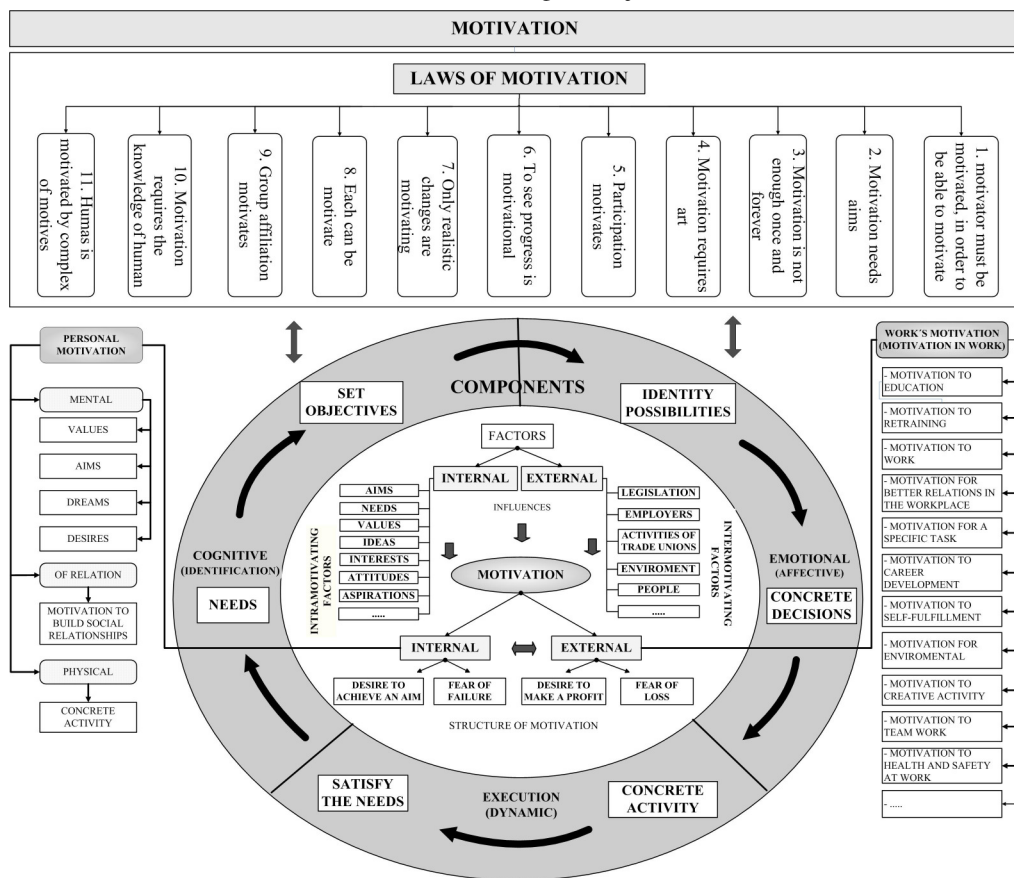 MOTIVATION
LAWS OF MOTIVATION
11. Humas is
motivated by complex
of motives
10. Motivation
requires the
knowledge of human
9. Group affiliation
motivates
8. Each can be
motivate
7. Only realistic
changes are
motivating
6. To see progress is
motivational
5. Participation
motivates
4. Motivation requires
art
3. Motivation is not
enough once and
forever
2. Motivation needs
aims
1. motivator must be
motivated, in order to
be able to motivate
PERSONAL
MOTIVATION
MENTAL
VALUES
AIMS
DREAMS
DESIRES
OF RELATION
MOTIVATION TO
BUILD SOCIAL
RELATIONSHIPS
PHYSICAL
CONCRETE
ACTIVITY
COMPONENTS
SET
OBJECTIVES
IDENTITY
POSSIBILITIES
COGNITIVE
(IDENTIFICATION)
NEEDS
EMOTIONAL
(AFFECTIVE)
CONCRETE
DECISIONS
SATISFY
THE NEEDS
EXECUTION
(DYNAMIC)
CONCRETE
ACTIVITY
FACTORS
INTERNAL
EXTERNAL
INFLUENCES
INTRAMOTIVATING
FACTORS
AIMS
NEEDS
VALUES
IDEAS
INTERESTS
ATTITUDES
ASPIRATIONS
.....
LEGISLATION
EMPLOYERS
ACTIVITIES OF
TRADE UNIONS
ENVIROMENT
PEOPLE
.....
INTERMOTIVATING
FACTORS
MOTIVATION
INTERNAL
EXTERNAL
DESIRE TO
ACHIEVE AN AIM
FEAR OF
FAILURE
DESIRE TO
MAKE A PROFIT
FEAR OF
LOSS
STRUCTURE OF MOTIVATION
WORK´S MOTIVATION
(MOTIVATION IN WORK)
- MOTIVATION TO
EDUCATION
- MOTIVATION TO
RETRAINING
- MOTIVATION TO
WORK
- MOTIVATION FOR
BETTER RELATIONS IN
THE WORKPLACE
- MOTIVATION FOR A
SPECIFIC TASK
- MOTIVATION TO
CAREER
DEVELOPMENT
- MOTIVATION TO
SELF-FULFILLMENT
- MOTIVATION FOR
ENVIROMENTAL
- MOTIVATION TO
CREATIVE ACTIVITY
- MOTIVATION TO
TEAM WORK
- MOTIVATION TO
HEALTH AND SAFETY
AT WORK
- .....